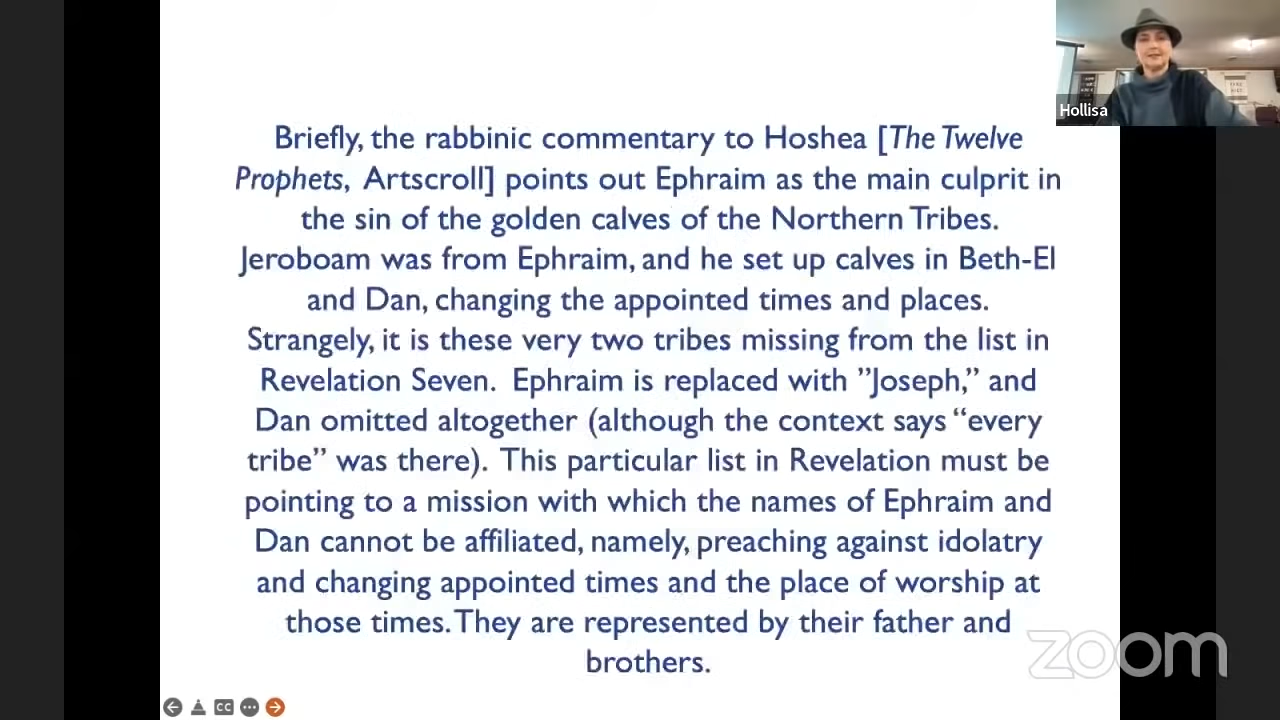 Hollisa
Briefly, the rabbinic commentary to Hoshea [The Twelve
Prophets, Artscroll] points out Ephraim as the main culprit in
the sin of the golden calves of the Northern Tribes.
Jeroboam was from Ephraim, and he set up calves in Beth-El
and Dan, changing the appointed times and places.
Strangely, it is these very two tribes missing from the list in
Revelation Seven. Ephraim is replaced with ”Joseph,” and
Dan omitted altogether (although the context says “every
tribe” was there). This particular list in Revelation must be
pointing to a mission with which the names of Ephraim and
Dan cannot be affiliated, namely, preaching against idolatry
and changing appointed times and the place of worship at
those times. They are represented by their father and
brothers.
zoom
CC